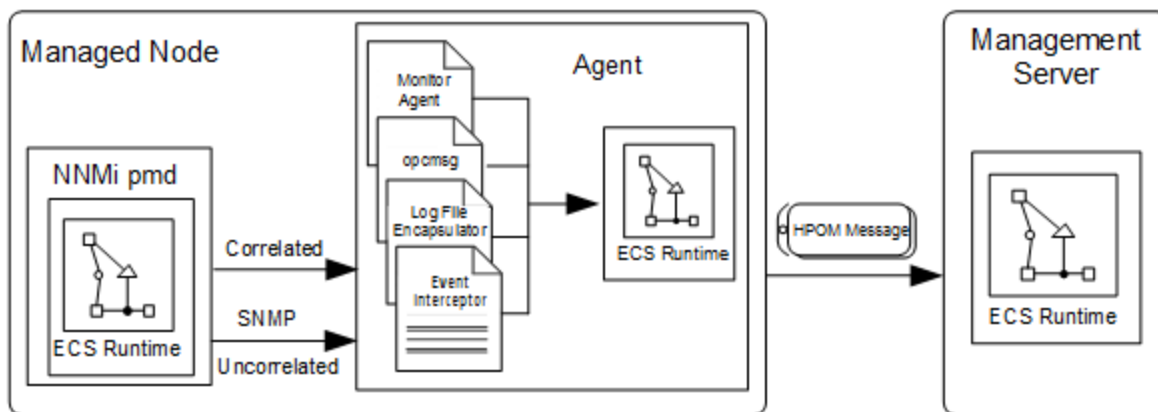 Managed Node
Agent
Management
Server
Monitor
Agent
opcmsg
Log File
Encapsulator
Event
Interceptor
NNMi pmd
ECS Runtime
Correlated
SNMP
Uncorrelated
ECS Runtime
HPOM Message
ECS Runtime